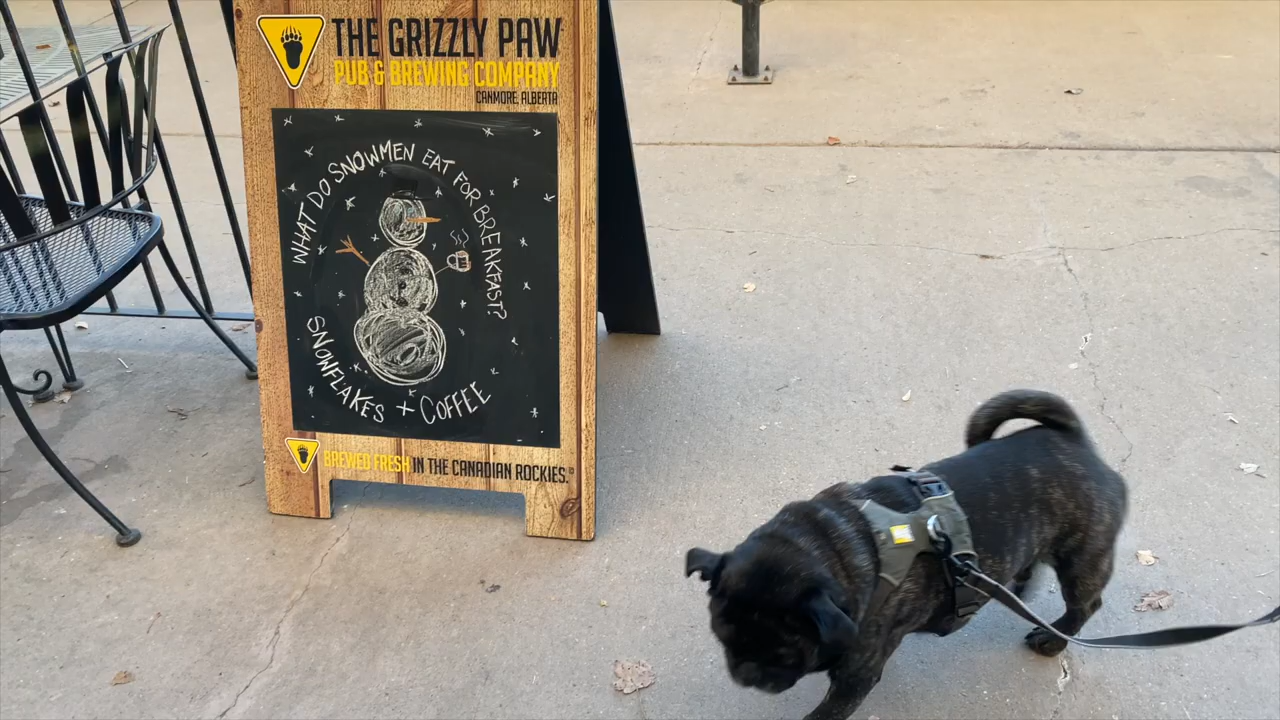 THE GRIZZLY PAW
PUB & BREWING COMPANY
CANMORE, ALBERTA
WHAT DO SNOWMEN EAT FOR BREAKFAST?
SNOWFLAKES + COFFEE
BREWED FRESH IN THE CANADIAN ROCKIES.